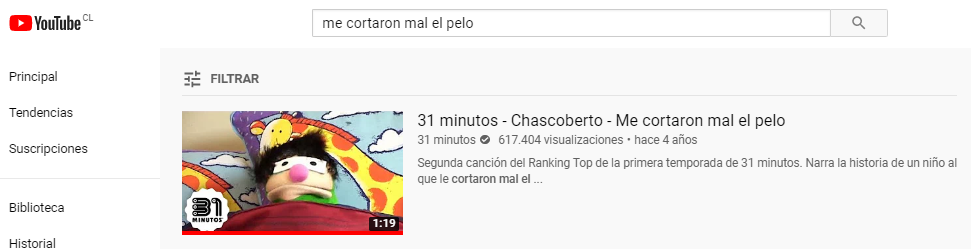 YouTube CL
me cortaron mal el pelo
Principal
Tendencias
Suscripciones
Biblioteca
Historial
FILTRAR
31 MINUTOS
1:19
31 minutos - Chascoberto - Me cortaron mal el pelo
31 minutos 617.404 visualizaciones • hace 4 años
Segunda canción del Ranking Top de la primera temporada de 31 minutos. Narra la historia de un niño al
que le cortaron mal el ...